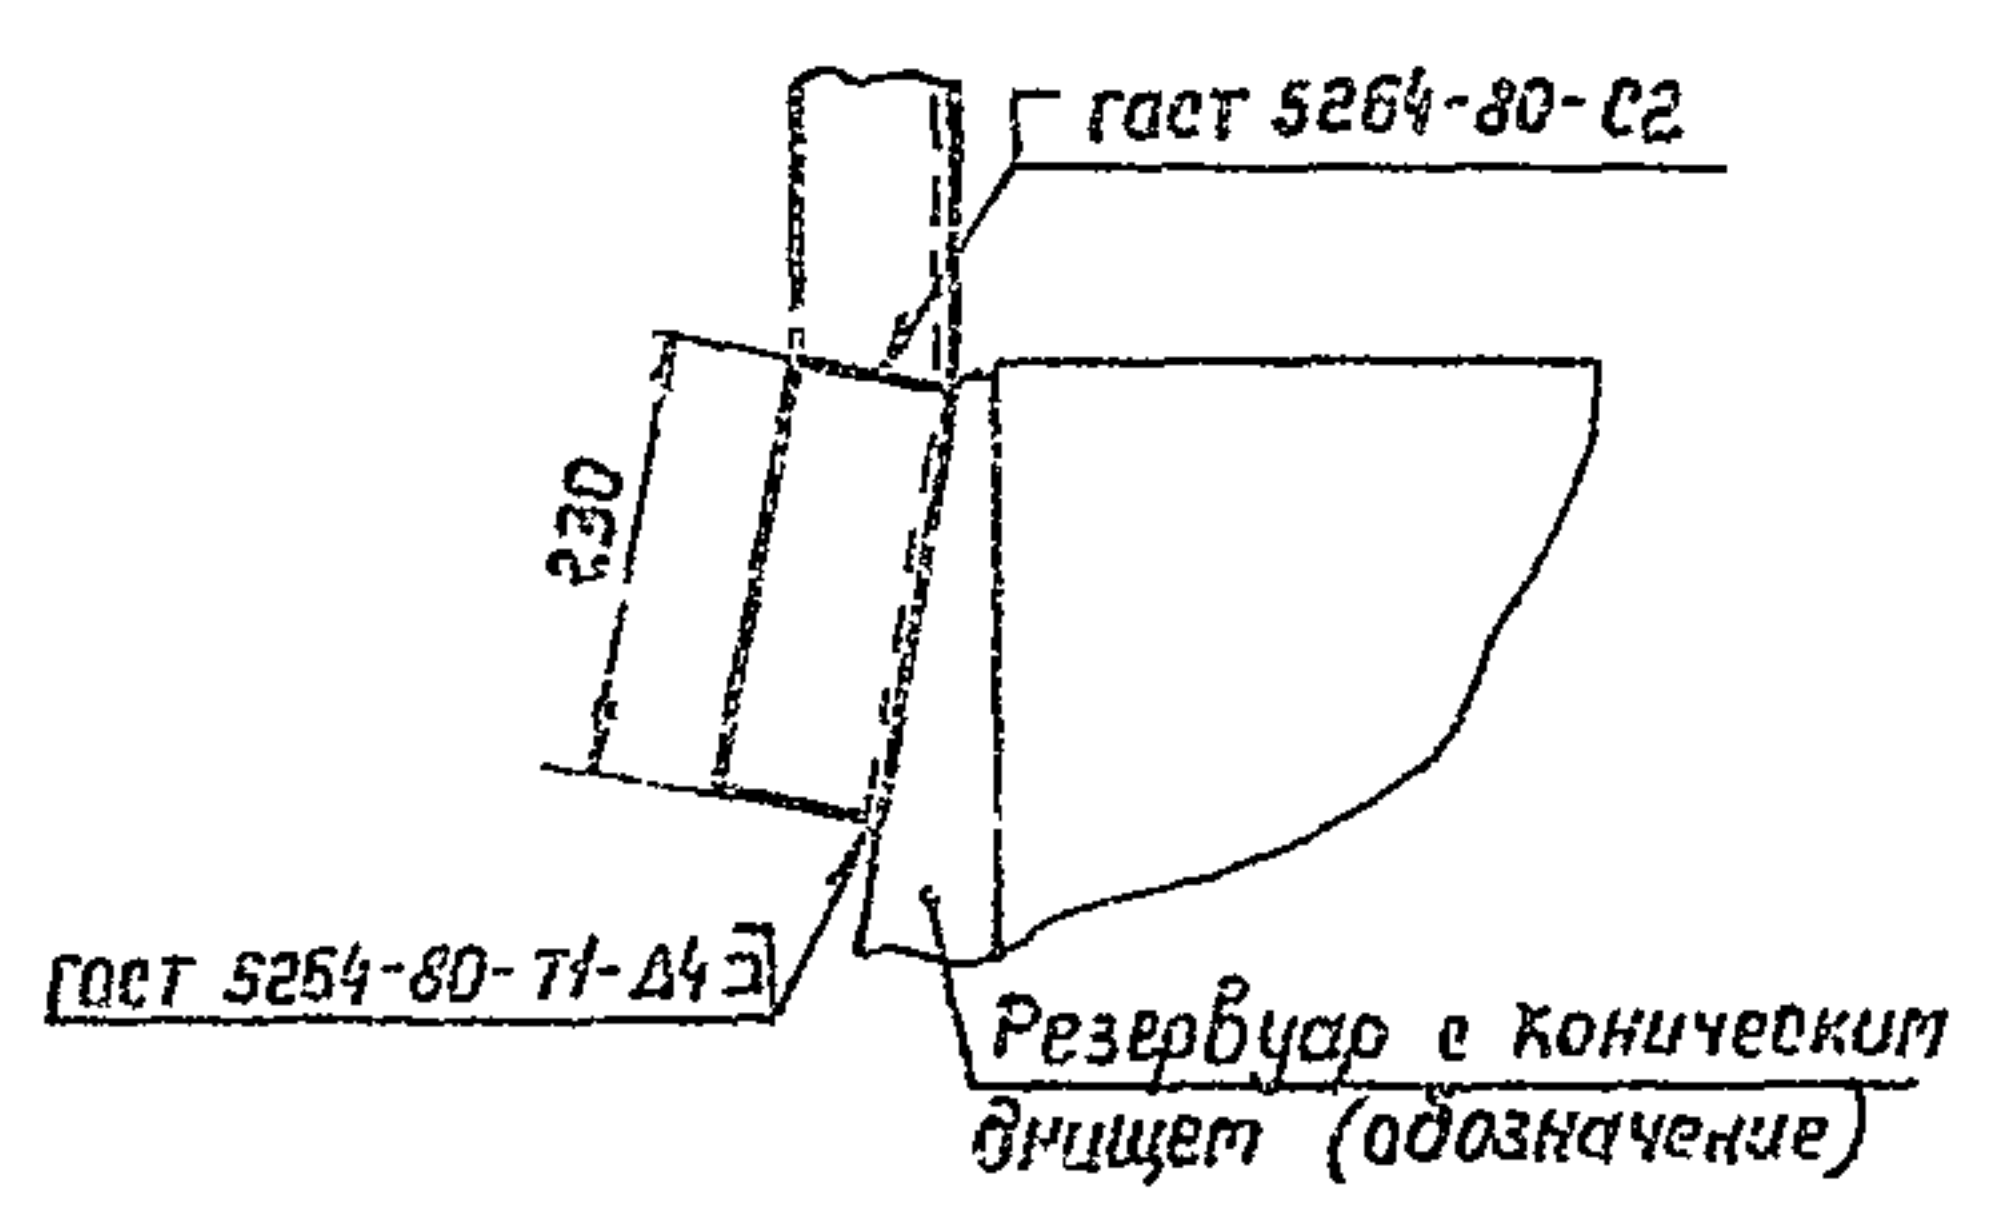 ГОСТ 5264-80-С2
230
ГОСТ 5264-80-Т1-Δ4
Резервуар с коническим
днищем (обозначение)